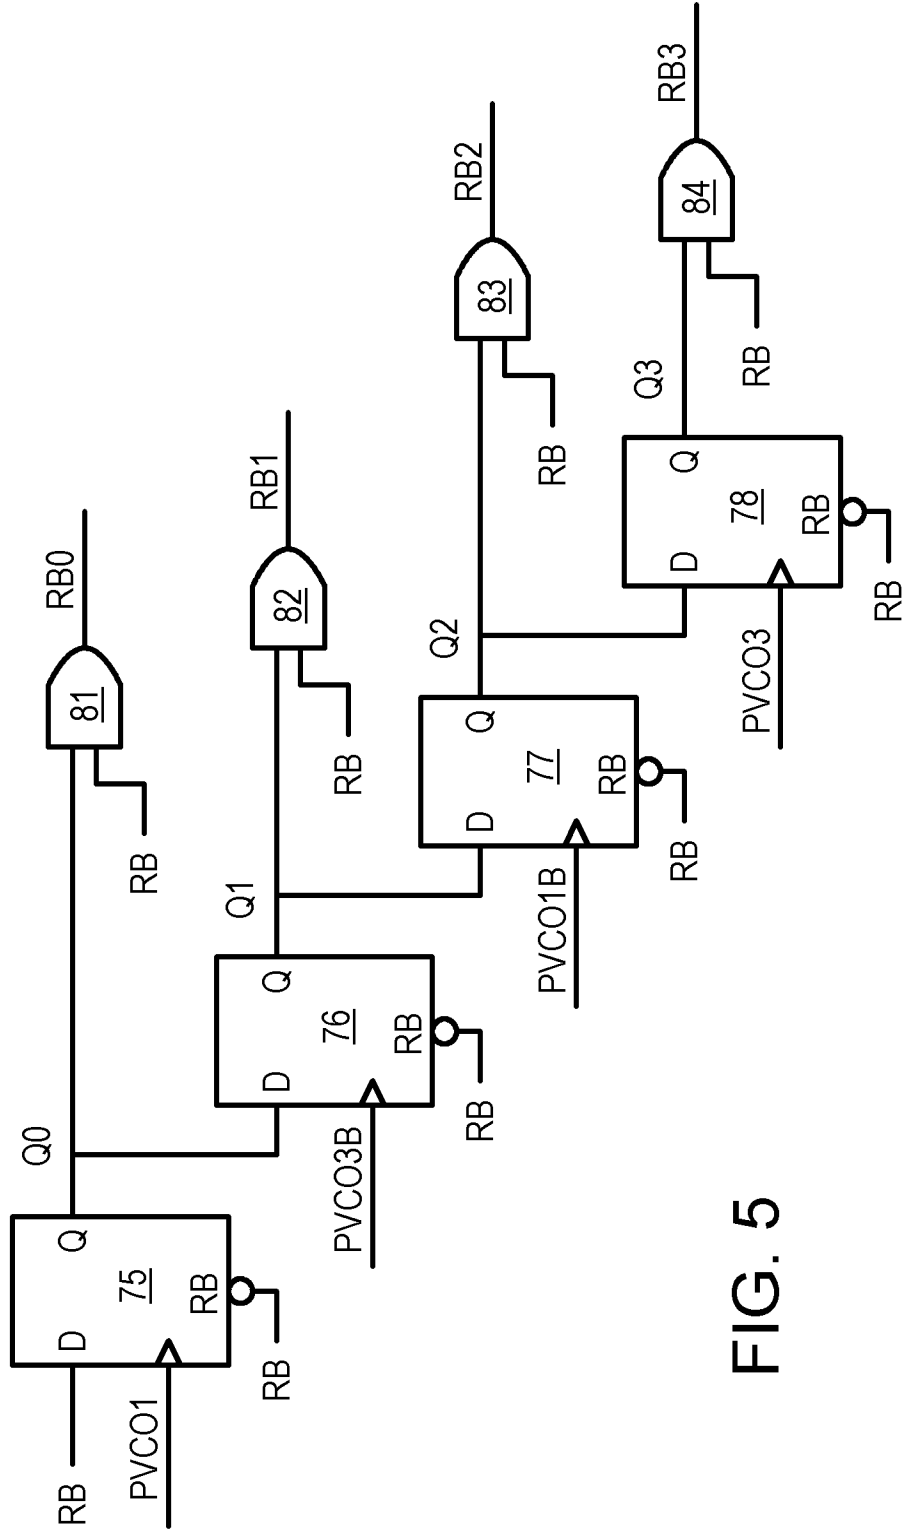 RB
D
Q
75
RB
PVCO1
RB
Q0
81
RB
RB0
D
Q
76
RB
PVCO3B
RB
Q1
82
RB
RB1
D
Q
77
RB
PVCO1B
RB
Q2
83
RB
RB2
D
Q
78
RB
PVCO3
RB
Q3
84
RB
RB3
FIG. 5